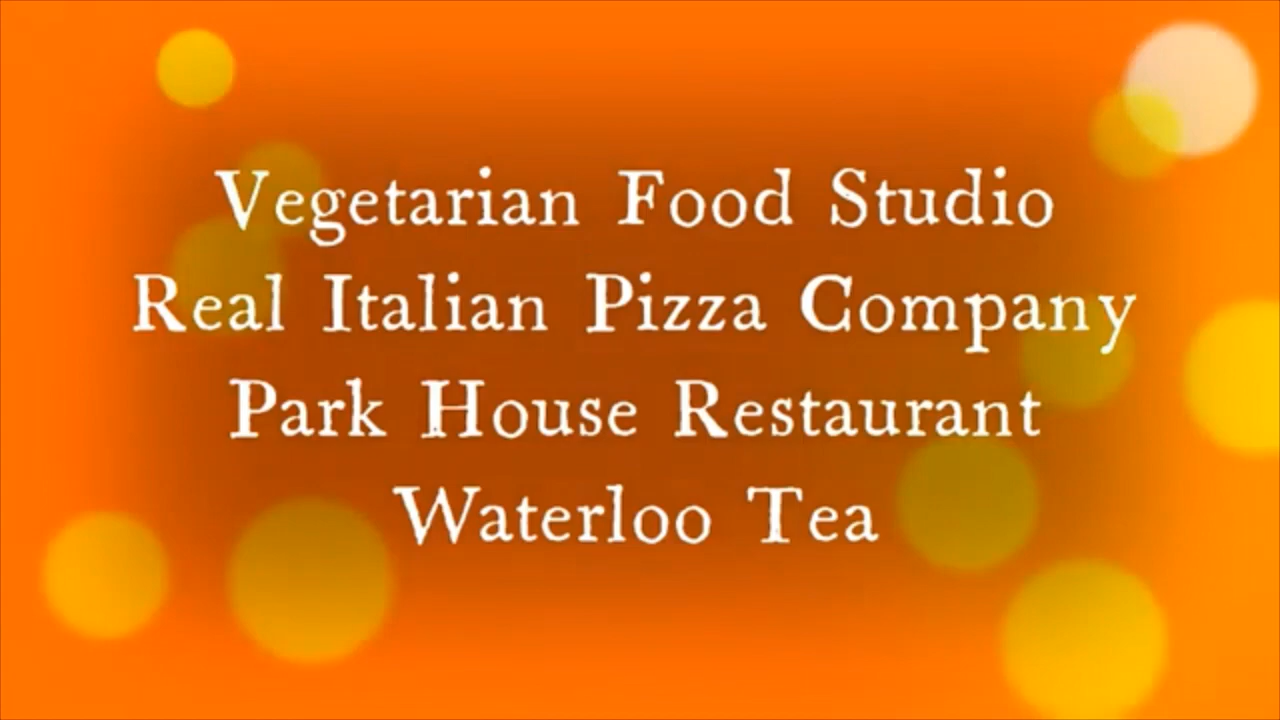 Vegetarian Food Studio
Real Italian Pizza Company
Park House Restaurant
Waterloo Tea